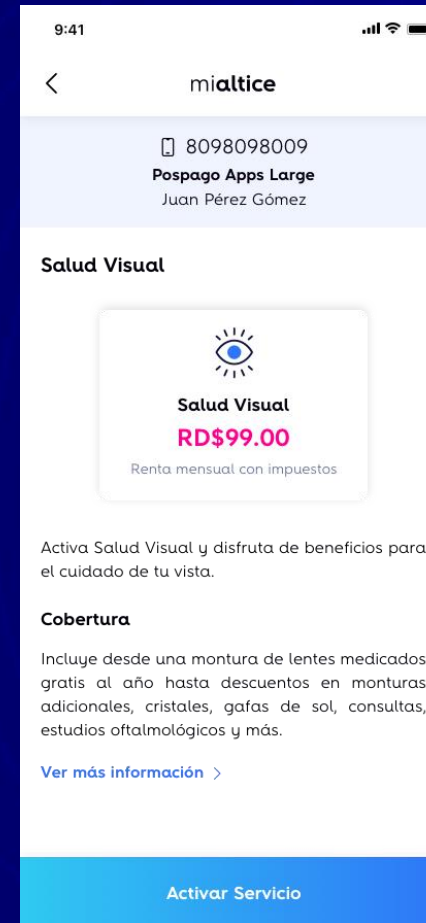 9:41
mialtice
8098098009
Pospago Apps Large
Juan Pérez Gómez
Salud Visual
Salud Visual
RD$99.00
Renta mensual con impuestos
Activa Salud Visual y disfruta de beneficios para
el cuidado de tu vista.
Cobertura
Incluye desde una montura de lentes medicados
gratis al año hasta descuentos en monturas
adicionales, cristales, gafas de sol, consultas,
estudios oftalmológicos y más.
Ver más información
Activar Servicio